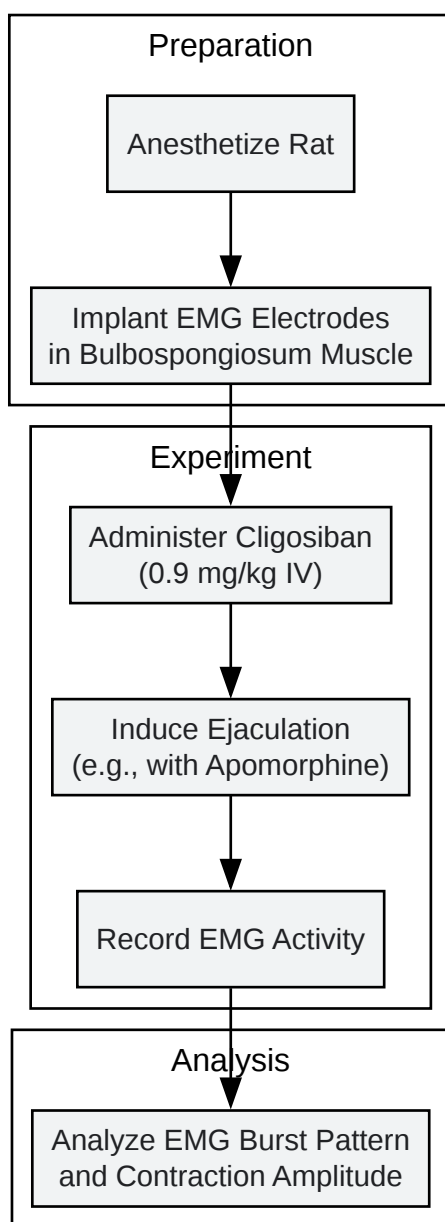 Preparation
Anesthetize Rat
Implant EMG Electrodes
in Bulbospongiosum Muscle
Experiment
Administer Cligosiban
(0.9 mg/kg IV)
Induce Ejaculation
(e.g., with Apomorphine)
Record EMG Activity
Analysis
Analyze EMG Burst Pattern
and Contraction Amplitude